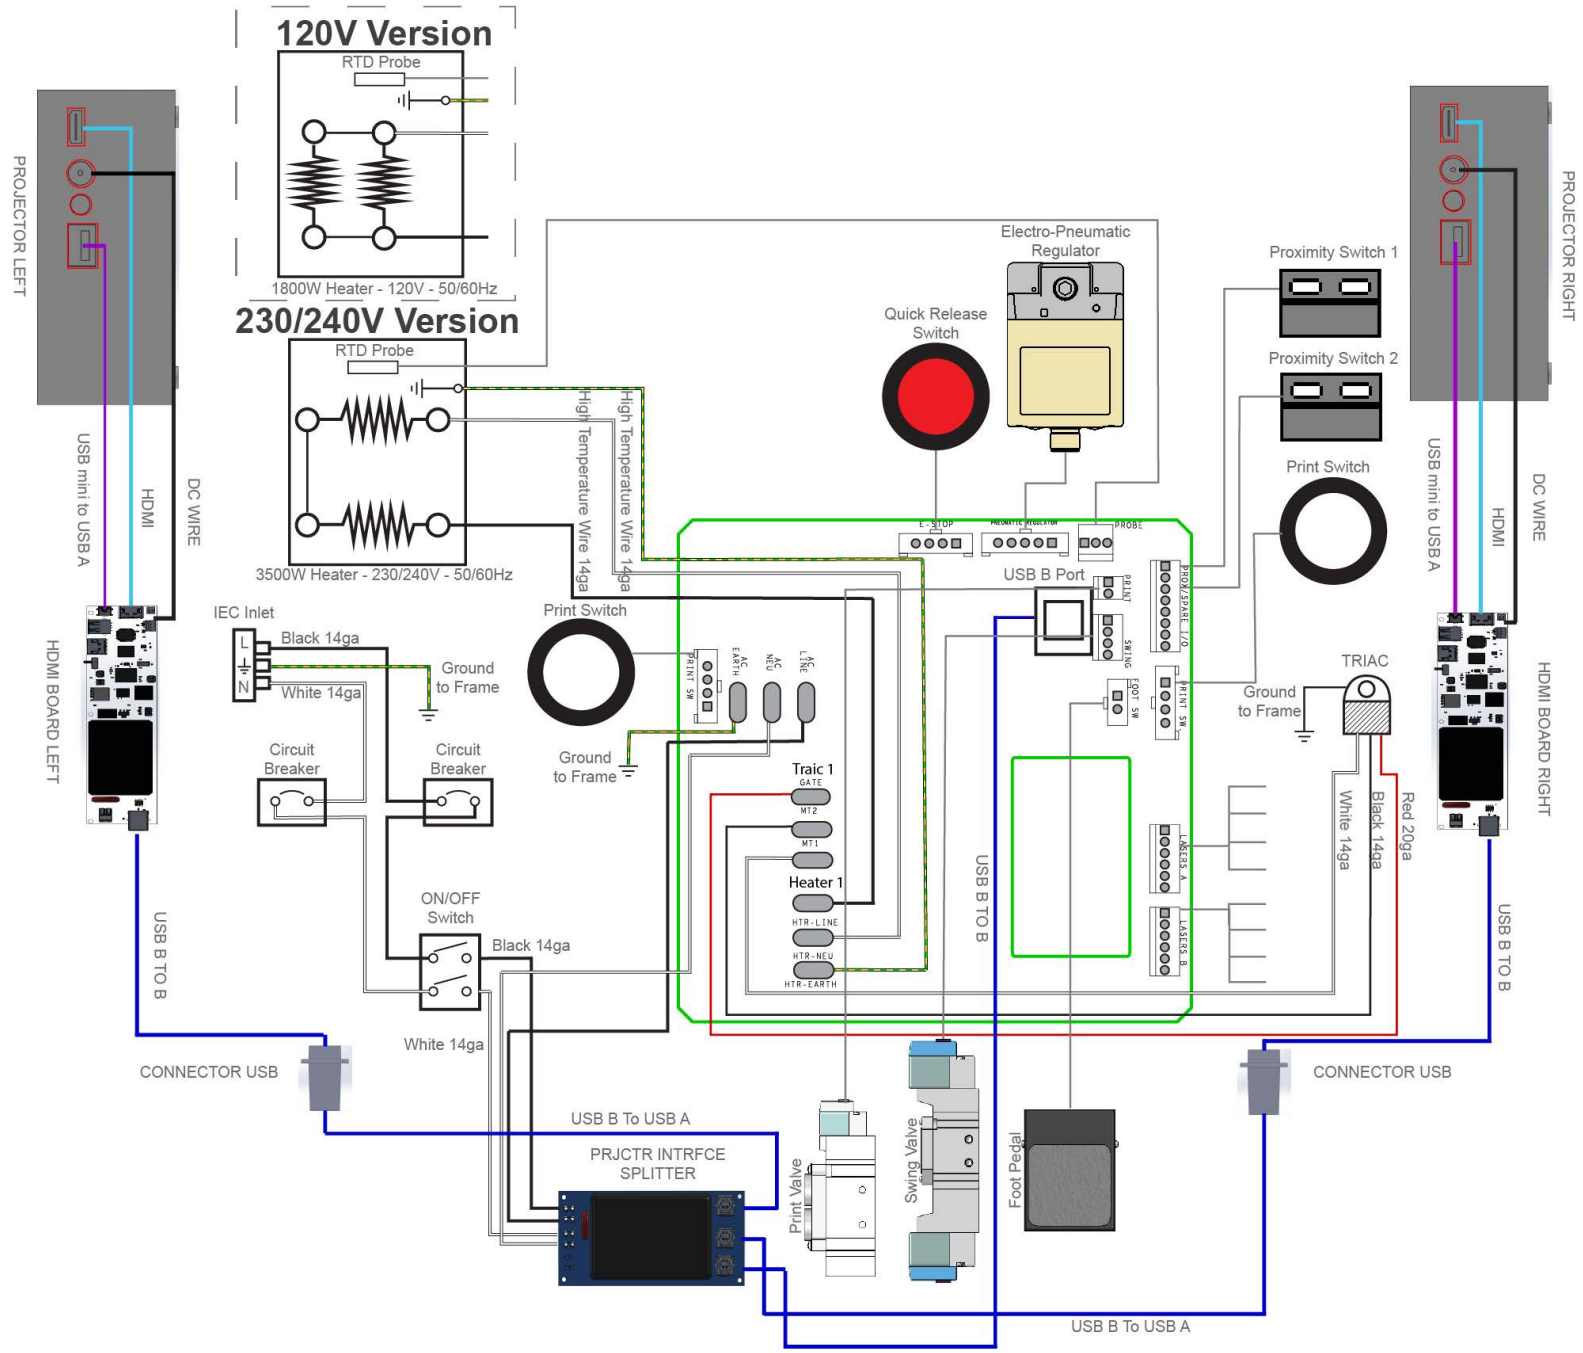 120V Version
RTD Probe
1800W Heater - 120V - 50/60Hz
230/240V Version
RTD Probe
3500W Heater - 230/240V - 50/60Hz
High Temperature Wire 14ga
High Temperature Wire 14ga
PROJECTOR LEFT
USB mini to USB A
HDMI
DC WIRE
HDMI BOARD LEFT
USB B TO B
CONNECTOR USB
IEC Inlet
L
N
Black 14ga
White 14ga
Ground
to Frame
Circuit
Breaker
Circuit
Breaker
ON/OFF
Switch
Black 14ga
White 14ga
USB B To USB A
PRJCTR INTRFCE
SPLITTER
Print Switch
PRINT SW
AC
EARTH
AC
NEU
AC
LINE
Ground
to Frame
Traic 1
GATE
MT2
MT1
Heater 1
HTR-LINE
HTR-NEU
HTR-EARTH
Quick Release
Switch
Electro-Pneumatic
Regulator
E-STOP
PNEUMATIC REGULATOR
PROBE
USB B Port
PRINT
SWING
FOOT SW
PROX/SPARE I/O
PRINT SW
LASERS A
LASERS B
USB B TO B
Print Valve
Swing Valve
Foot Pedal
Proximity Switch 1
Proximity Switch 2
Print Switch
TRIAC
Ground
to Frame
White 14ga
Black 14ga
Red 20ga
PROJECTOR RIGHT
USB mini to USB A
HDMI
DC WIRE
HDMI BOARD RIGHT
USB B TO B
CONNECTOR USB
USB B To USB A